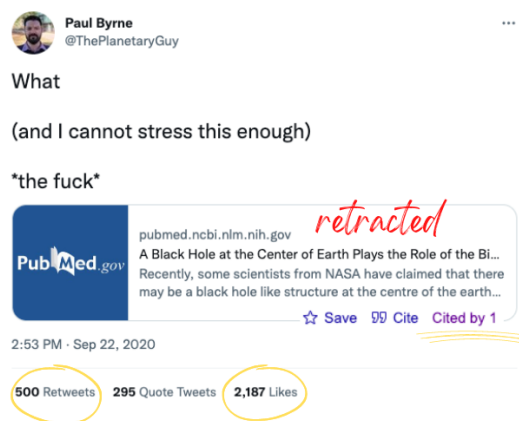 Paul Byrne
@ThePlanetaryGuy
What
(and I cannot stress this enough)
*the fuck*
retracted
pubmed.ncbi.nlm.nih.gov
PubMed.gov
A Black Hole at the Center of Earth Plays the Role of the Bi...
Recently, some scientists from NASA have claimed that there
may be a black hole like structure at the centre of the earth...
Save Cite Cited by 1
2:53 PM · Sep 22, 2020
500 Retweets 295 Quote Tweets 2,187 Likes